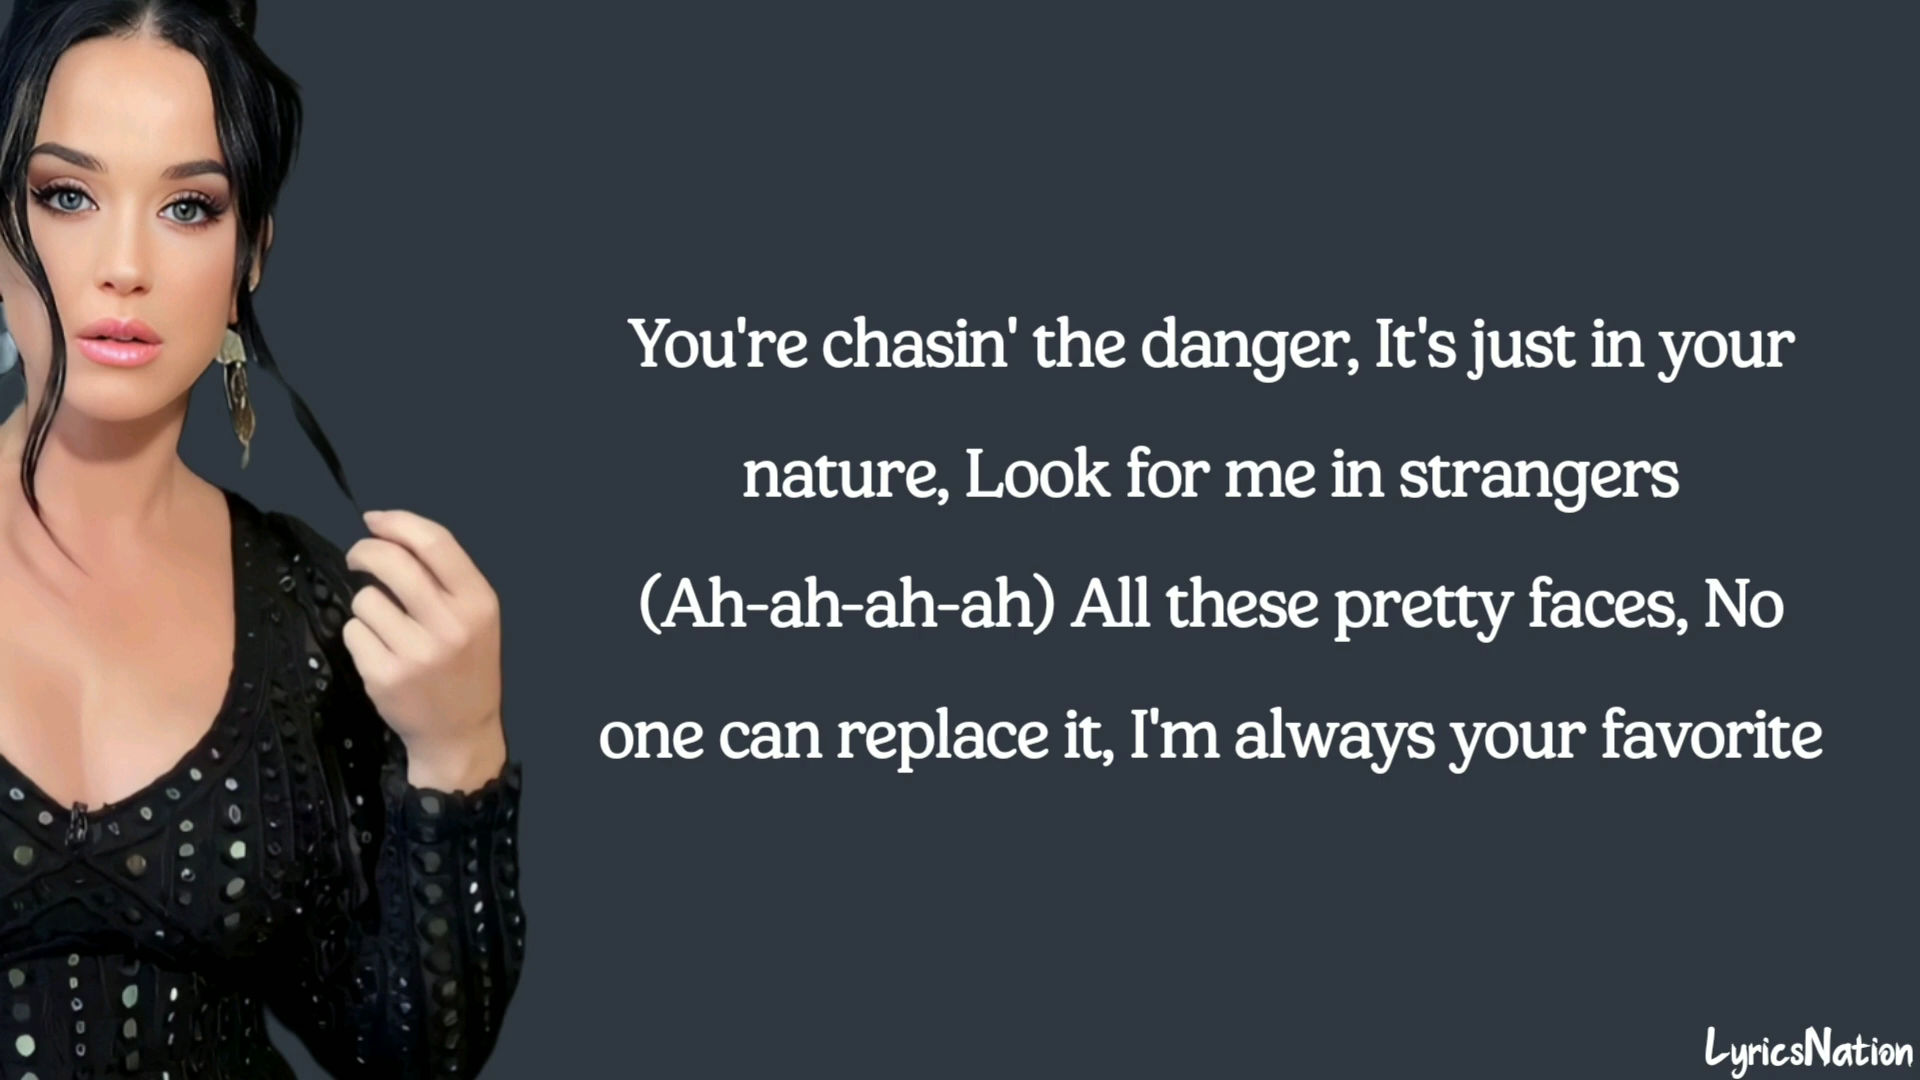 You're chasin' the danger, It's just in your
nature, Look for me in strangers
(Ah-ah-ah-ah) All these pretty faces, No
one can replace it, I'm always your favorite
LyricsNation